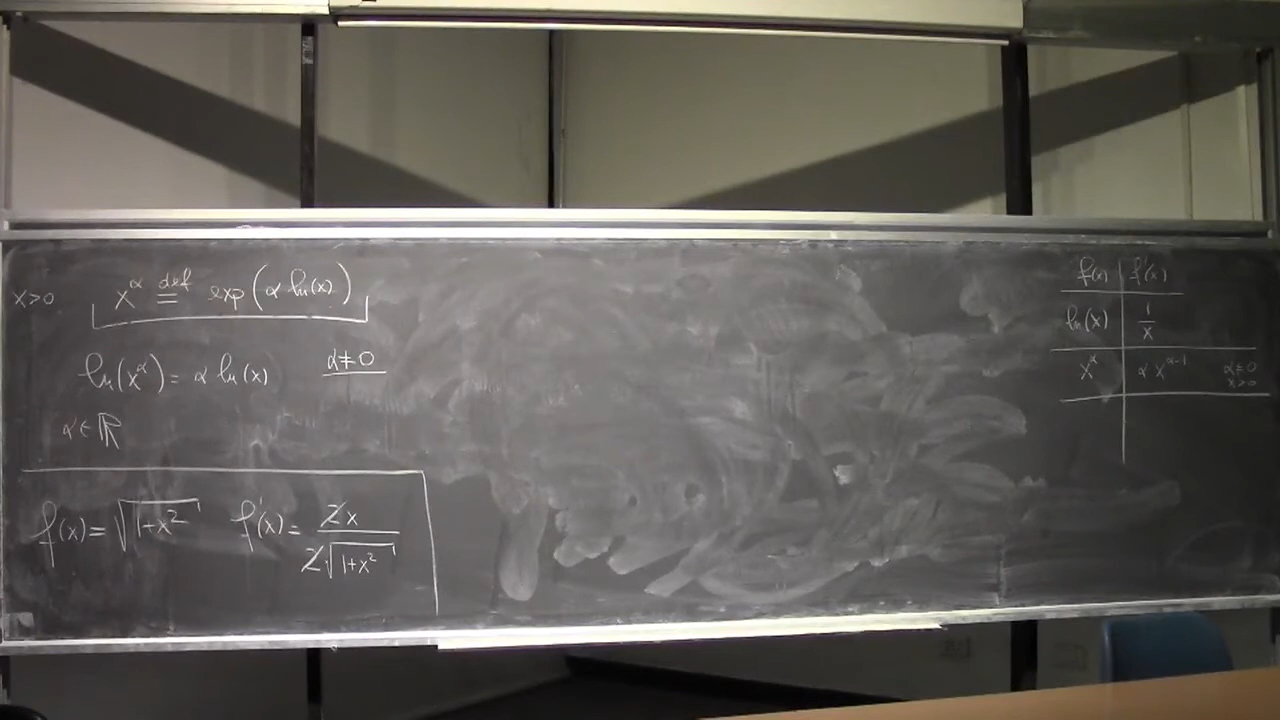 x>0 x^α def= exp(α ln(x))
ln(x^α) = α ln(x) α≠0
α∈ℝ
f(x) = √(1+x²) f'(x) = 2x / 2√(1+x²)
f(x) | f'(x)
ln(x) | 1/x
x^α | α x^(α-1) α≠0 x>0